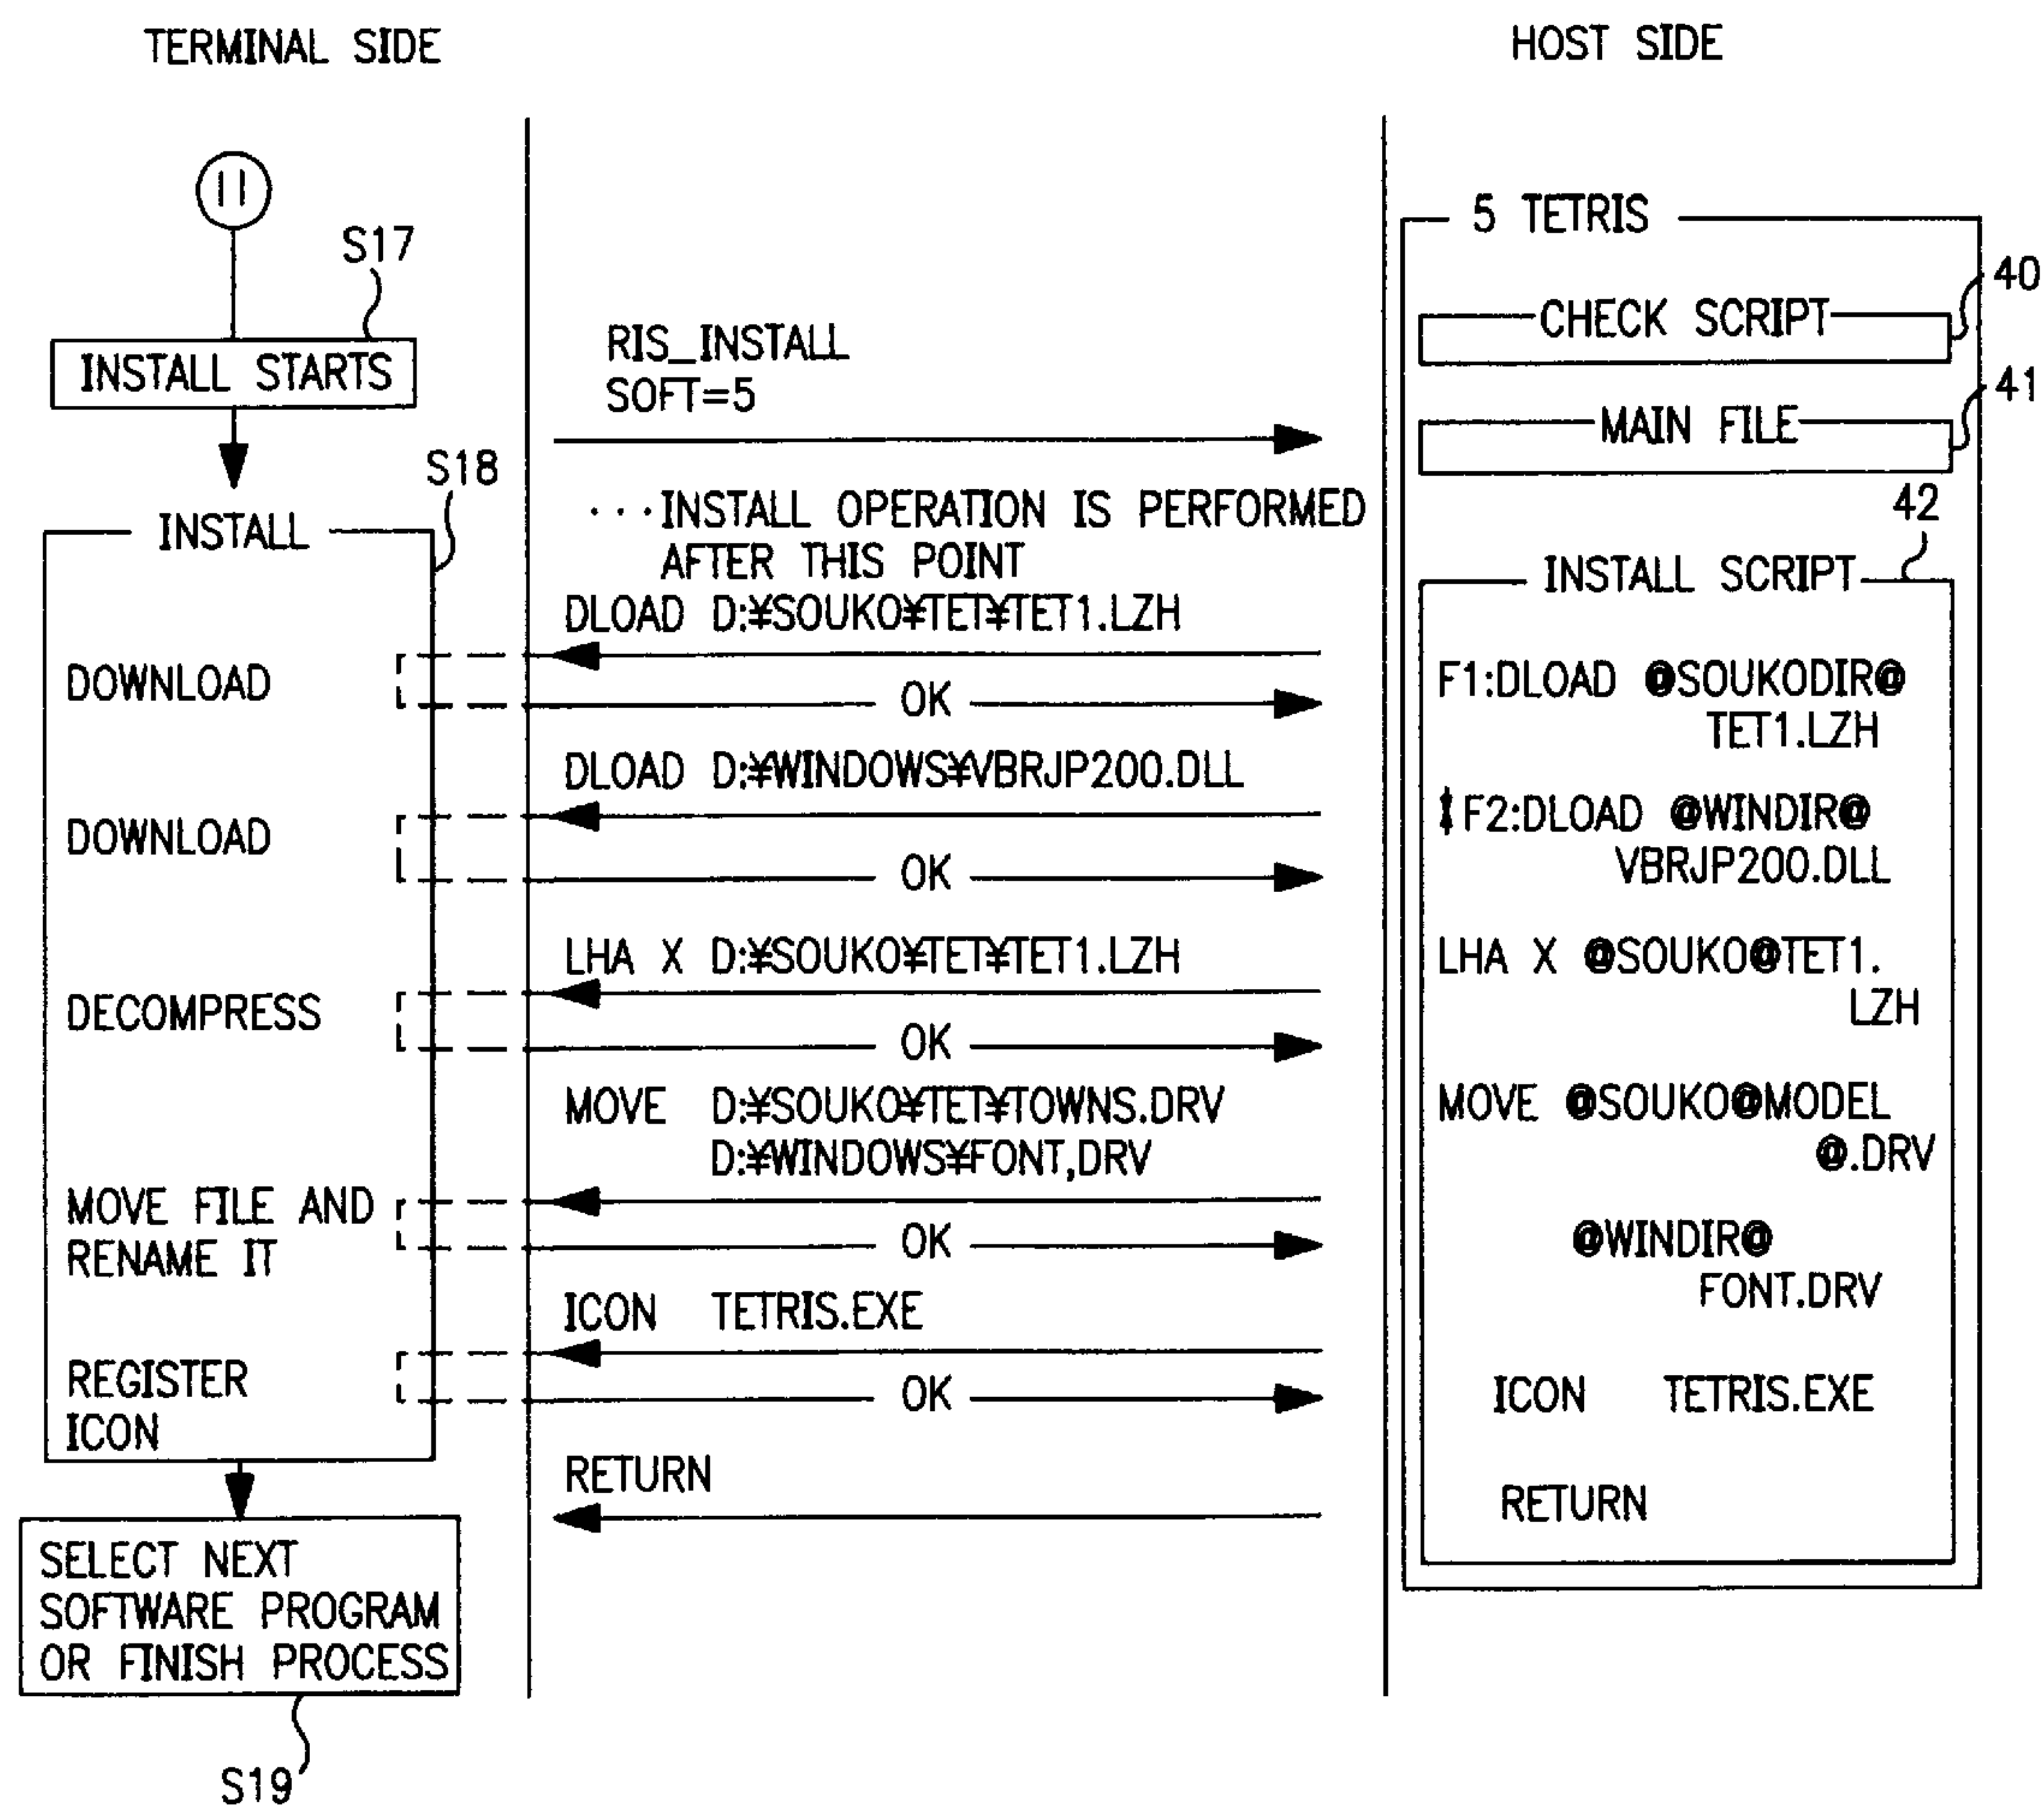 TERMINAL SIDE
HOST SIDE
11
S17
INSTALL STARTS
S18
INSTALL
DOWNLOAD
DOWNLOAD
DECOMPRESS
MOVE FILE AND
RENAME IT
REGISTER
ICON
SELECT NEXT
SOFTWARE PROGRAM
OR FINISH PROCESS
S19
RIS_INSTALL
SOFT=5
···INSTALL OPERATION IS PERFORMED
AFTER THIS POINT
DLOAD D:¥SOUKO¥TET¥TET1.LZH
OK
DLOAD D:¥WINDOWS¥VBRJP200.DLL
OK
LHA X D:¥SOUKO¥TET¥TET1.LZH
OK
MOVE D:¥SOUKO¥TET¥TOWNS.DRV
D:¥WINDOWS¥FONT,DRV
OK
ICON TETRIS.EXE
OK
RETURN
5 TETRIS
40
CHECK SCRIPT
41
MAIN FILE
42
INSTALL SCRIPT
F1:DLOAD @SOUKODIR@
TET1.LZH
F2:DLOAD @WINDIR@
VBRJP200.DLL
LHA X @SOUKO@TET1.
LZH
MOVE @SOUKO@MODEL
@.DRV
@WINDIR@
FONT.DRV
ICON TETRIS.EXE
RETURN